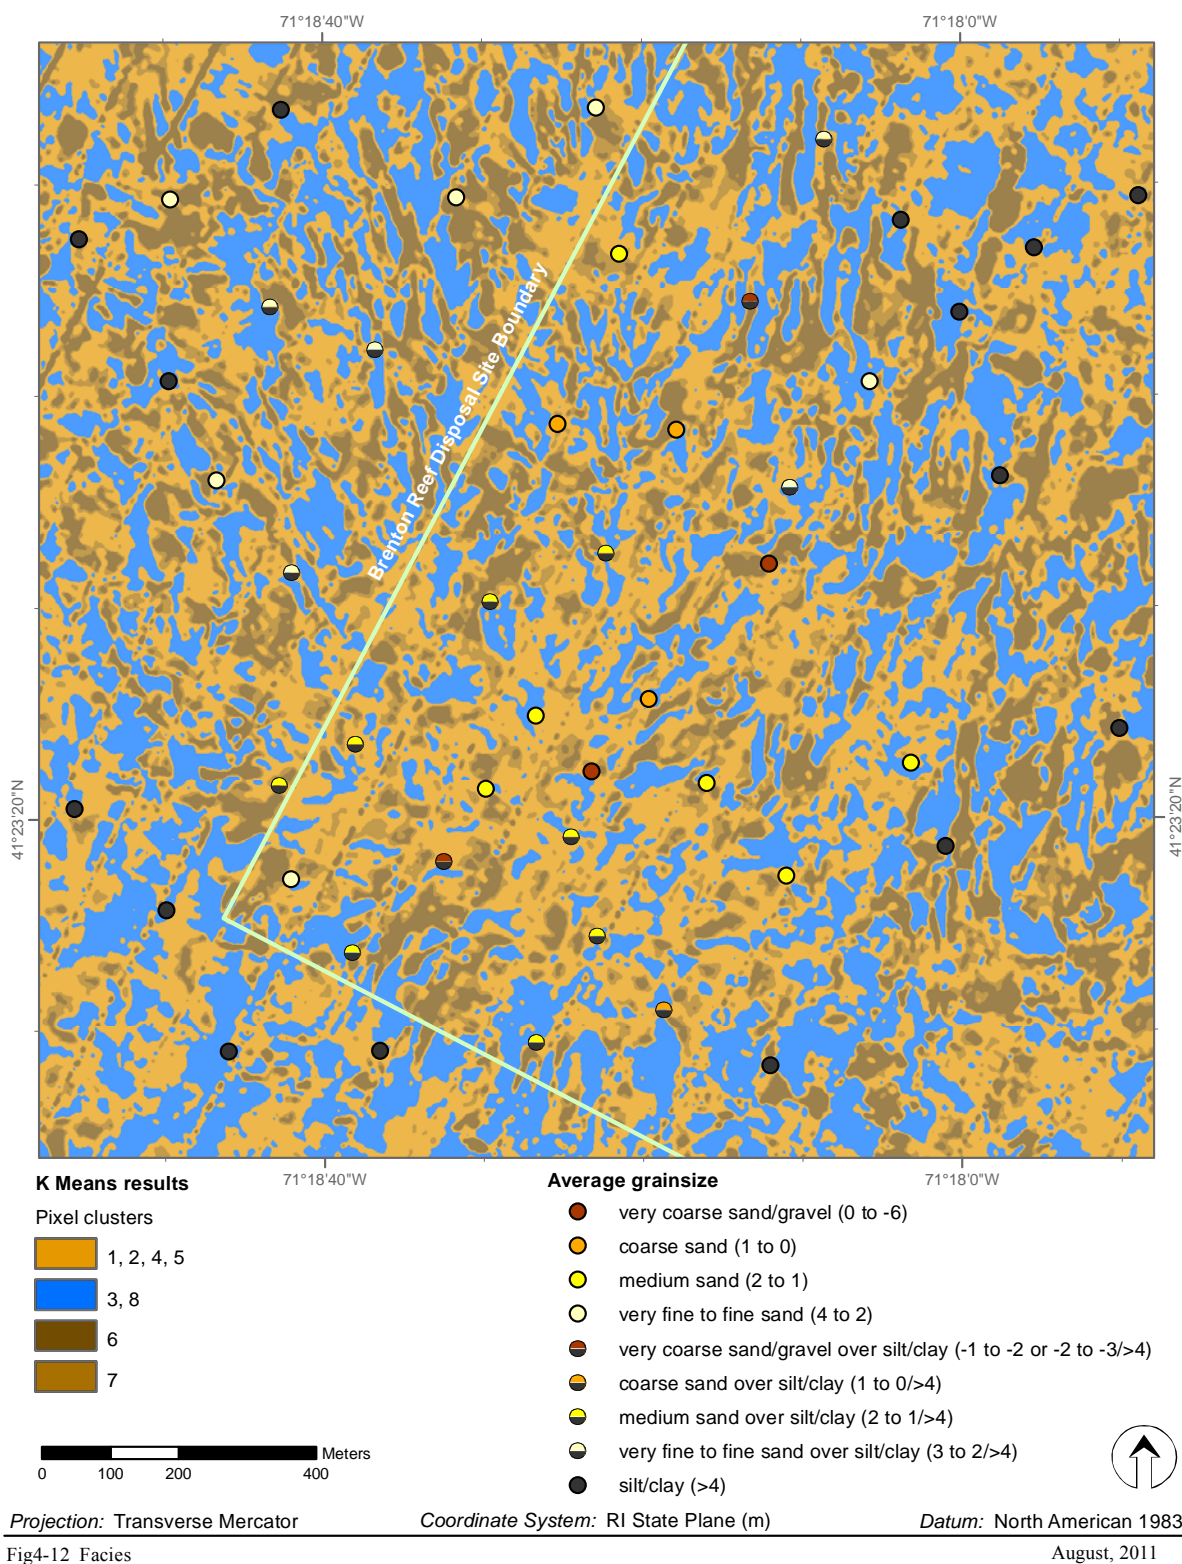 71°18'40"W
71°18'0"W
Brenton Reef Disposal Site Boundary
41°23'20"N
41°23'20"N
71°18'40"W
71°18'0"W
K Means results
Pixel clusters
1, 2, 4, 5
3, 8
6
7
Average grainsize
very coarse sand/gravel (0 to -6)
coarse sand (1 to 0)
medium sand (2 to 1)
very fine to fine sand (4 to 2)
very coarse sand/gravel over silt/clay (-1 to -2 or -2 to -3/>4)
coarse sand over silt/clay (1 to 0/>4)
medium sand over silt/clay (2 to 1/>4)
very fine to fine sand over silt/clay (3 to 2/>4)
silt/clay (>4)
Meters
0 100 200 400
Projection: Transverse Mercator Coordinate System: RI State Plane (m) Datum: North American 1983
Fig4-12 Facies August, 2011